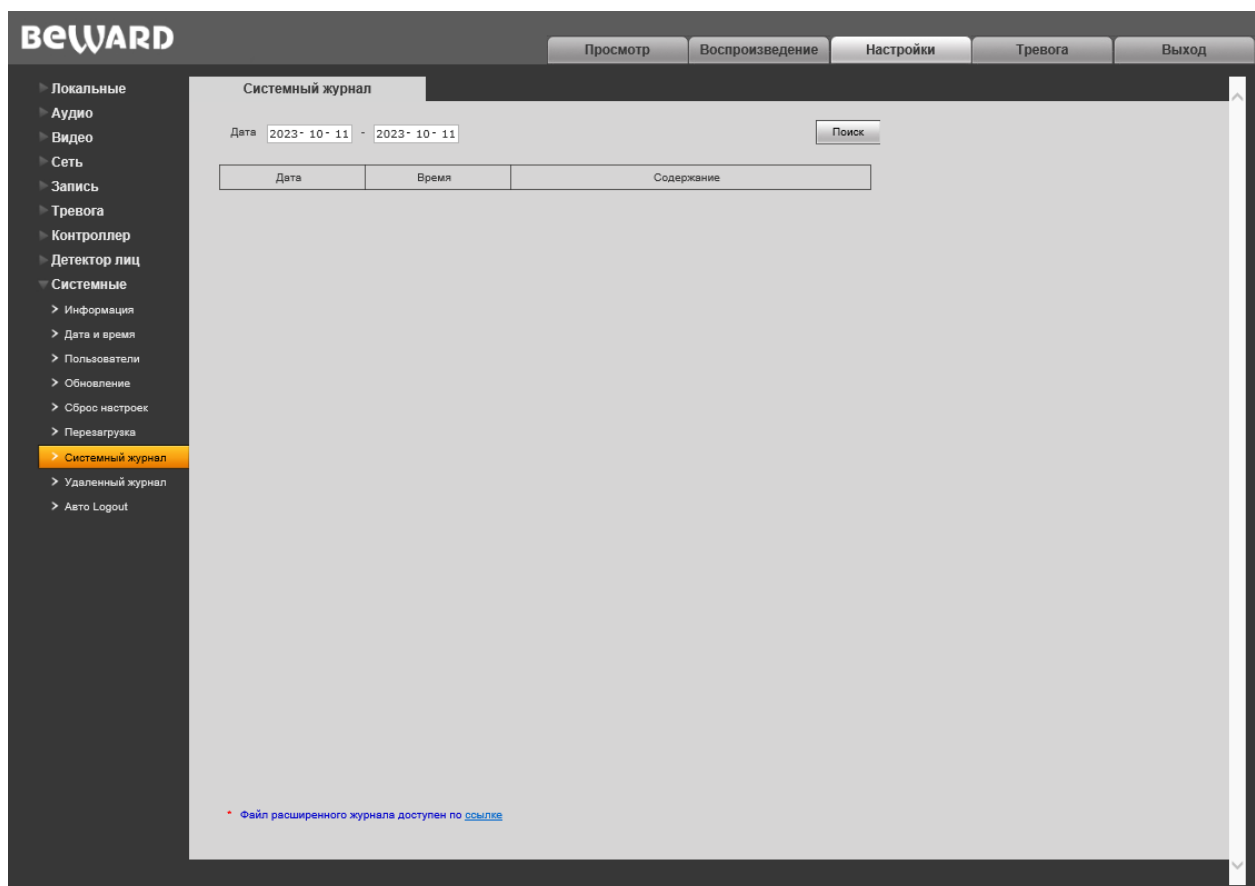 BEWARD
Просмотр Воспроизведение Настройки Тревога Выход
Локальные
Аудио
Видео
Сеть
Запись
Тревога
Контроллер
Детектор лиц
Системные
Информация
Дата и время
Пользователи
Обновление
Сброс настроек
Перезагрузка
Системный журнал
Удаленный журнал
Авто Logout
Системный журнал
Дата 2023- 10- 11 - 2023- 10- 11 Поиск
Дата Время Содержание
* Файл расширенного журнала доступен по ссылке